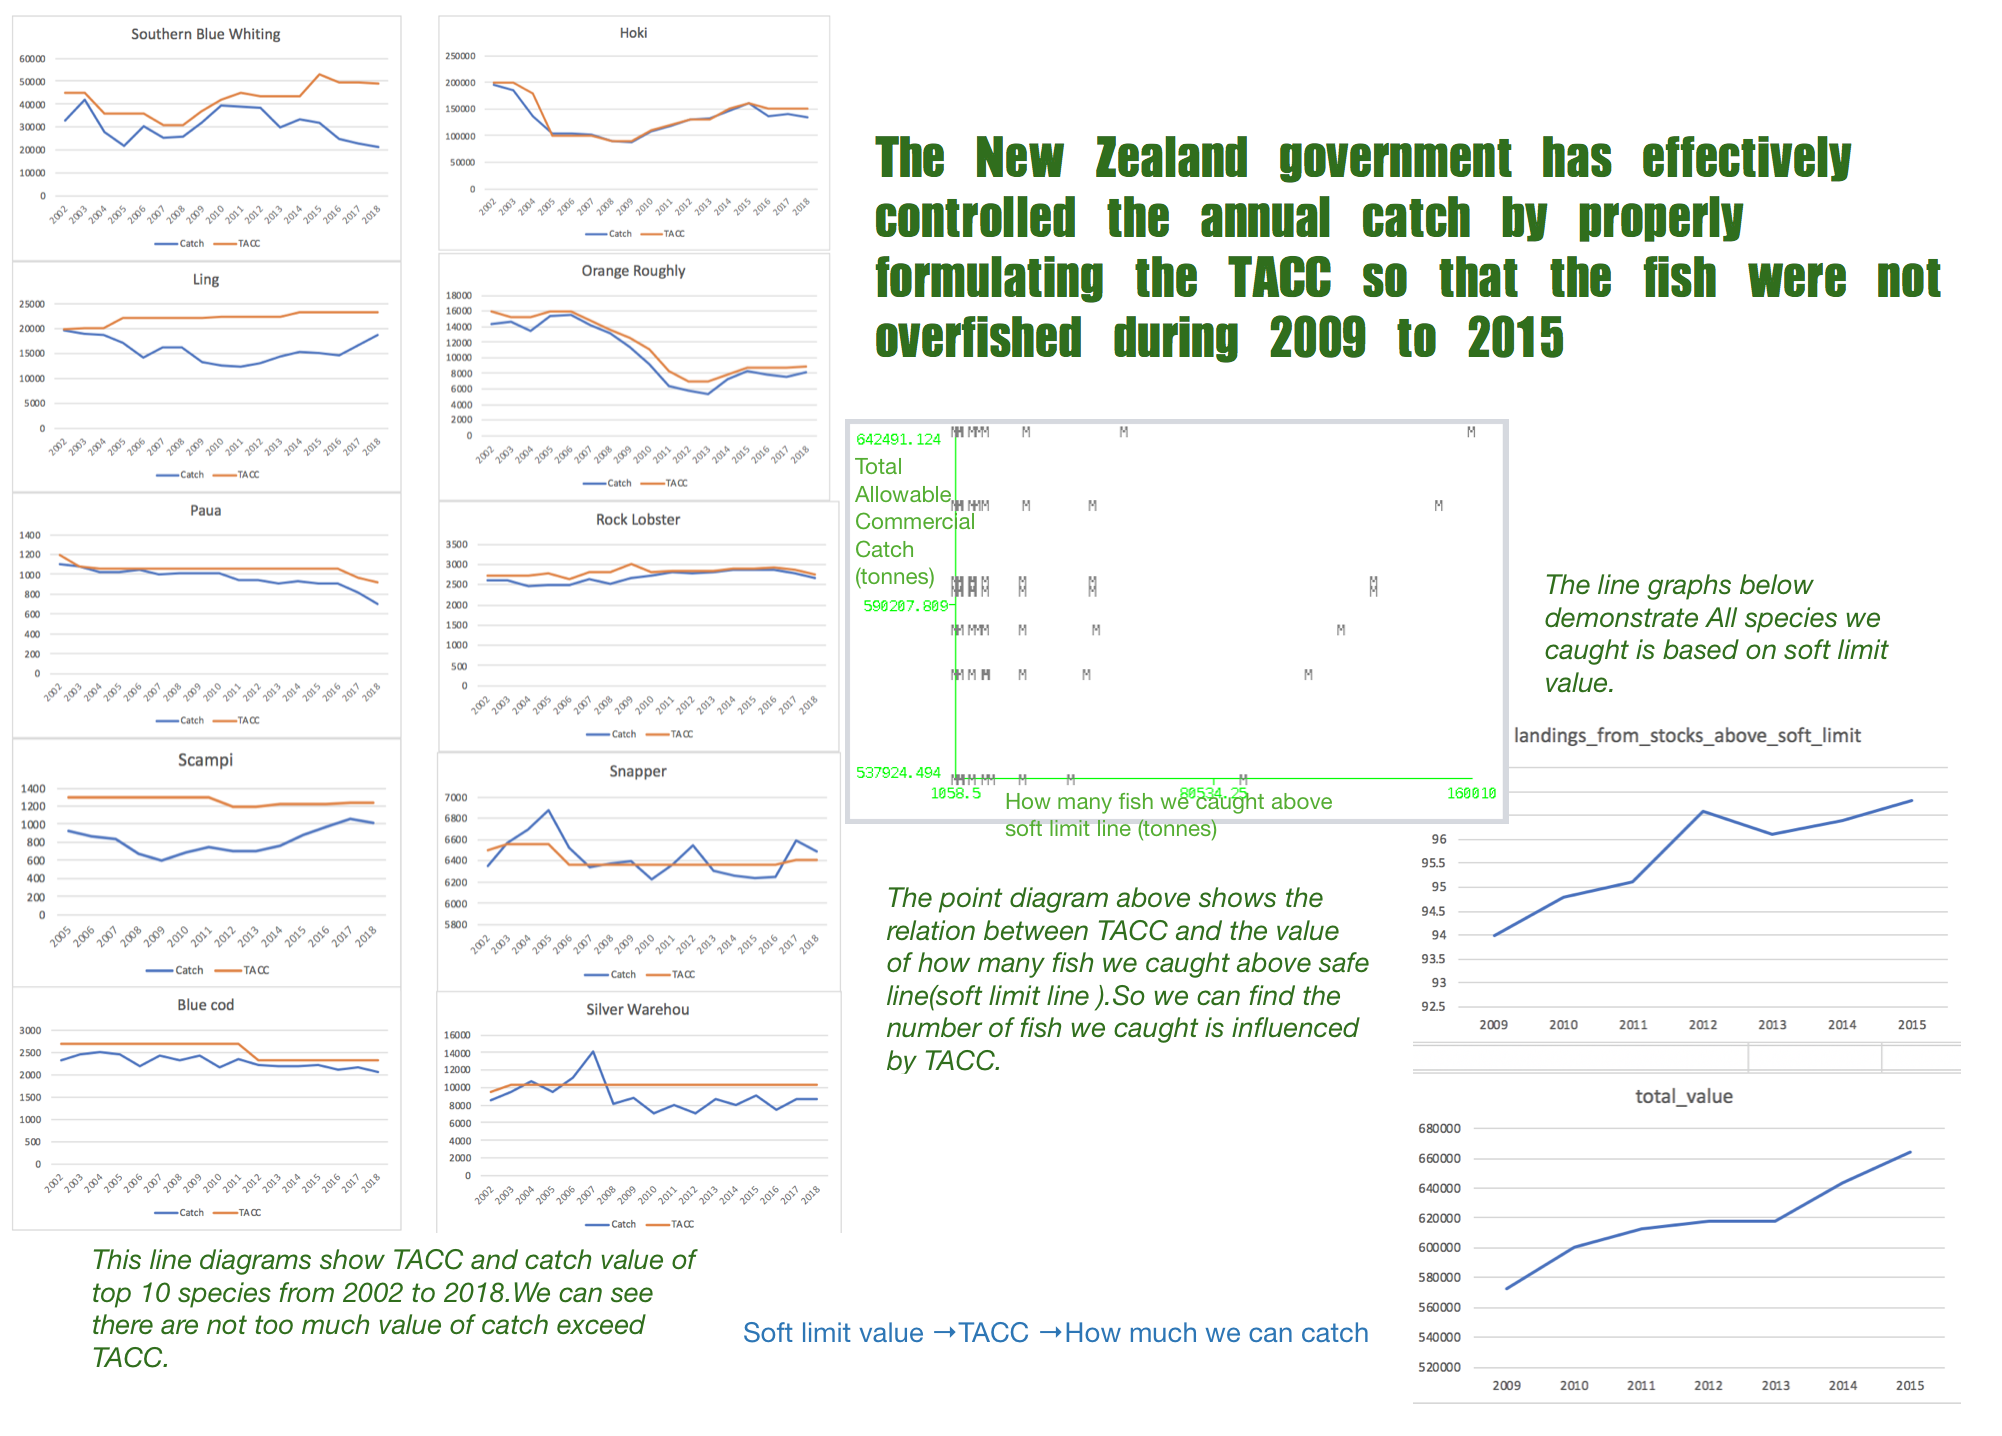 Southern Blue Whiting
60000
50000
40000
30000
20000
10000
0
2002 2003 2004 2005 2006 2007 2008 2009 2010 2011 2012 2013 2014 2015 2016 2017 2018
Catch TACC
Hoki
250000
200000
150000
100000
50000
0
2002 2003 2004 2005 2006 2007 2008 2009 2010 2011 2012 2013 2014 2015 2016 2017 2018
Catch TACC
Ling
25000
20000
15000
10000
5000
0
2002 2003 2004 2005 2006 2007 2008 2009 2010 2011 2012 2013 2014 2015 2016 2017 2018
Catch TACC
Orange Roughly
18000
16000
14000
12000
10000
8000
6000
4000
2000
0
2002 2003 2004 2005 2006 2007 2008 2009 2010 2011 2012 2013 2014 2015 2016 2017 2018
Catch TACC
Paua
1400
1200
1000
800
600
400
200
0
2002 2003 2004 2005 2006 2007 2008 2009 2010 2011 2012 2013 2014 2015 2016 2017 2018
Catch TACC
Rock Lobster
3500
3000
2500
2000
1500
1000
500
0
2002 2003 2004 2005 2006 2007 2008 2009 2010 2011 2012 2013 2014 2015 2016 2017 2018
Catch TACC
Scampi
1400
1200
1000
800
600
400
200
0
2005 2006 2007 2008 2009 2010 2011 2012 2013 2014 2015 2016 2017 2018
Catch TACC
Snapper
7000
6800
6600
6400
6200
6000
5800
2002 2003 2004 2005 2006 2007 2008 2009 2010 2011 2012 2013 2014 2015 2016 2017 2018
Catch TACC
Blue cod
3000
2500
2000
1500
1000
500
0
2002 2003 2004 2005 2006 2007 2008 2009 2010 2011 2012 2013 2014 2015 2016 2017 2018
Catch TACC
Silver Warehou
16000
14000
12000
10000
8000
6000
4000
2000
0
2002 2003 2004 2005 2006 2007 2008 2009 2010 2011 2012 2013 2014 2015 2016 2017 2018
Catch TACC
This line diagrams show TACC and catch value of
top 10 species from 2002 to 2018.We can see
there are not too much value of catch exceed
TACC.
The New Zealand government has effectively
controlled the annual catch by properly
formulating the TACC so that the fish were not
overfished during 2009 to 2015
642491.124
Total
Allowable
Commercial
Catch
(tonnes)
590207.809
537924.494
1058.5 80534.25 160010
How many fish we caught above
soft limit line (tonnes)
The point diagram above shows the
relation between TACC and the value
of how many fish we caught above safe
line(soft limit line ).So we can find the
number of fish we caught is influenced
by TACC.
The line graphs below
demonstrate All species we
caught is based on soft limit
value.
landings_from_stocks_above_soft_limit
96
95.5
95
94.5
94
93.5
93
92.5
2009 2010 2011 2012 2013 2014 2015
total_value
680000
660000
640000
620000
600000
580000
560000
540000
520000
2009 2010 2011 2012 2013 2014 2015
Soft limit value →TACC →How much we can catch